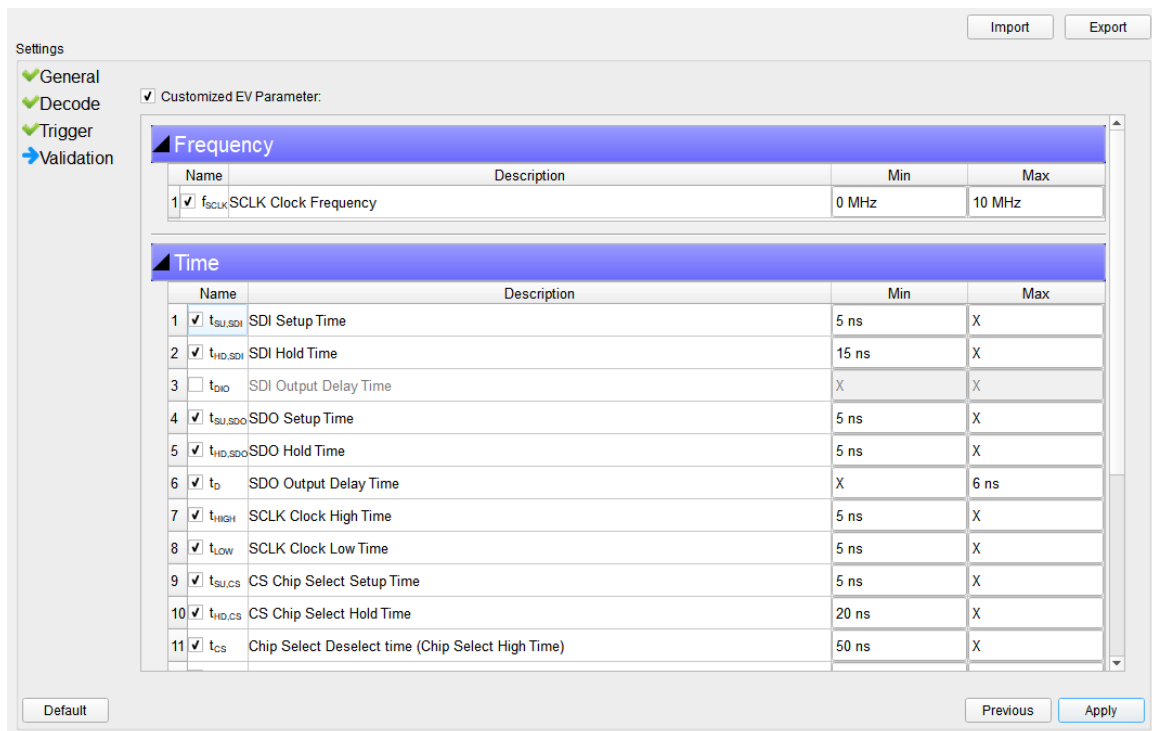 Import Export
Settings
General
Decode
Trigger
Validation
Customized EV Parameter:
Frequency
Name Description Min Max
1 fSCLK SCLK Clock Frequency 0 MHz 10 MHz
Time
Name Description Min Max
1 tSU,SDI SDI Setup Time 5 ns X
2 tHD,SDI SDI Hold Time 15 ns X
3 tDIO SDI Output Delay Time X X
4 tSU,SDO SDO Setup Time 5 ns X
5 tHD,SDO SDO Hold Time 5 ns X
6 tD SDO Output Delay Time X 6 ns
7 tHIGH SCLK Clock High Time 5 ns X
8 tLOW SCLK Clock Low Time 5 ns X
9 tSU,CS CS Chip Select Setup Time 5 ns X
10 tHD,CS CS Chip Select Hold Time 20 ns X
11 tCS Chip Select Deselect time (Chip Select High Time) 50 ns X
Default Previous Apply